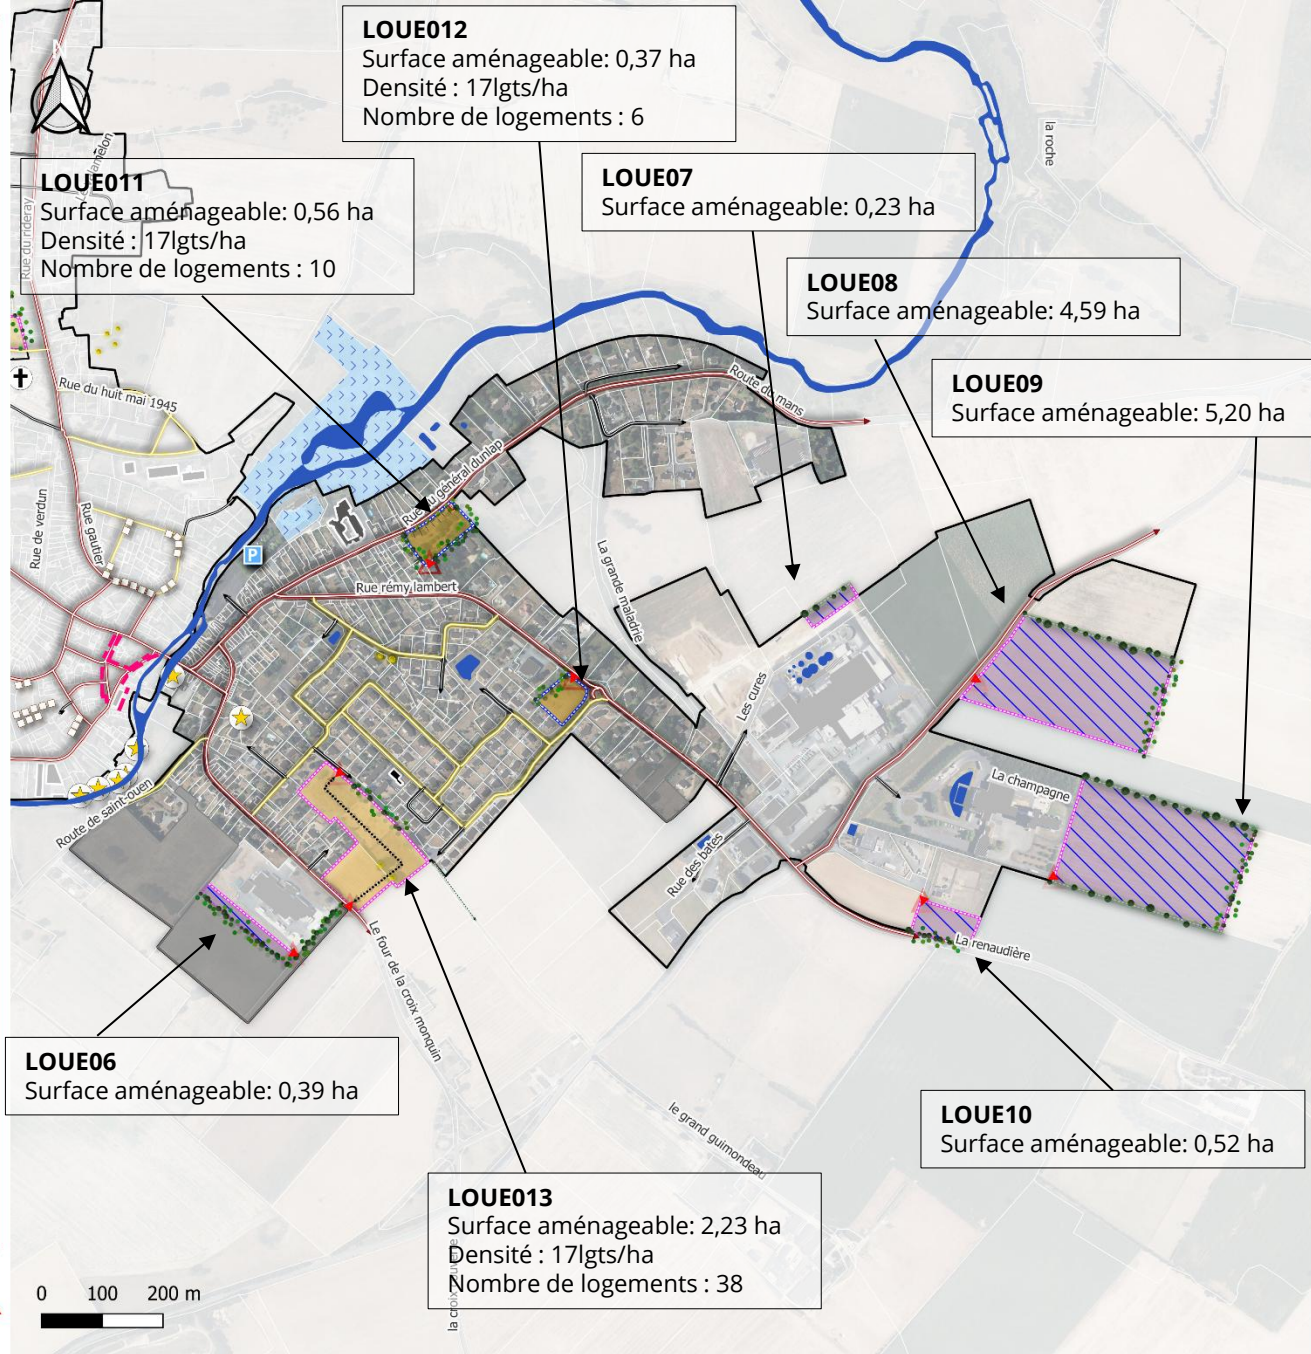 LOUE012
Surface aménageable: 0,37 ha
Densité : 17lgts/ha
Nombre de logements : 6
N
LOUE011
Surface aménageable: 0,56 ha
Densité : 17lgts/ha
Nombre de logements : 10
LOUE07
Surface aménageable: 0,23 ha
la roche
LOUE08
Surface aménageable: 4,59 ha
LOUE09
Surface aménageable: 5,20 ha
Rue du rideray
Rue du huit mai 1945
Route du mans
Rue du général dunlap
Rue de verdun
Rue gautier
P
Rue rémy lambert
La grande maladrie
Les cures
La champagne
Route de saint-ouen
Rue des bates
La renaudière
Le four de la croix monquin
LOUE06
Surface aménageable: 0,39 ha
LOUE10
Surface aménageable: 0,52 ha
le grand guimondeau
LOUE013
Surface aménageable: 2,23 ha
Densité : 17lgts/ha
Nombre de logements : 38
la croix
0 100 200 m